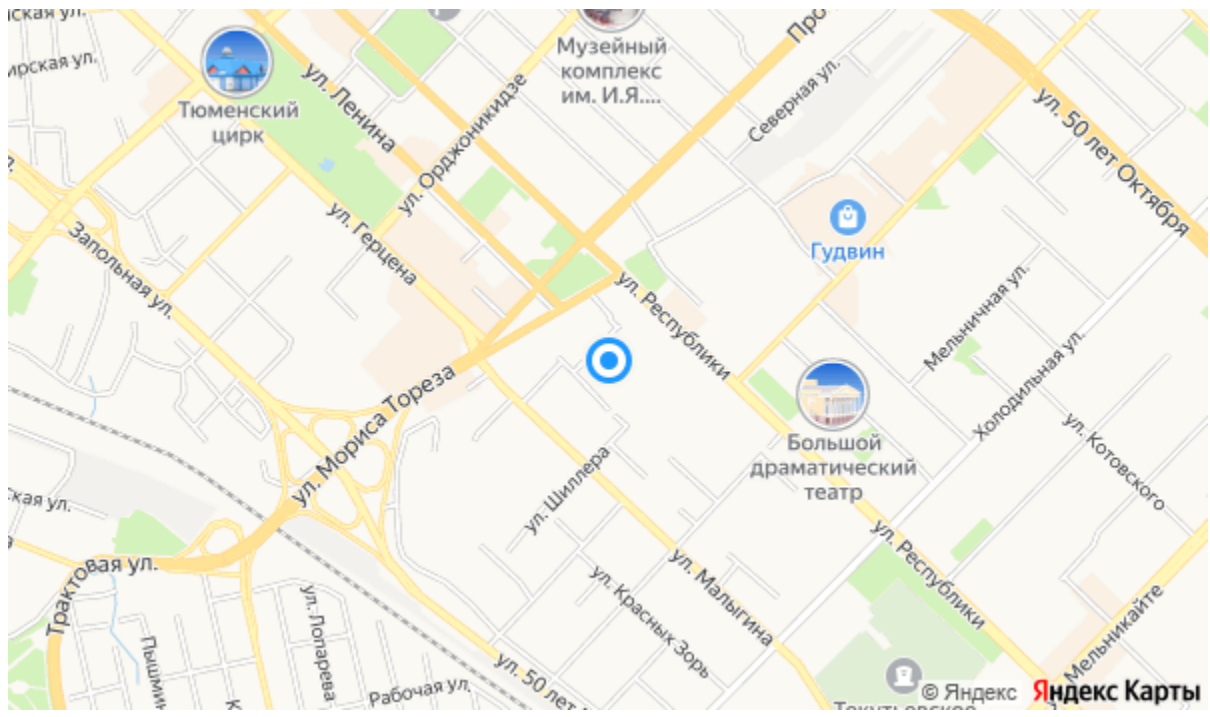 ская ул.
ирская ул.
Тюменский
цирк
ул. Ленина
ул. Орджоникидзе
Музейный
комплекс
им. И.Я....
Северная ул.
ул. 50 лет Октября
Гудвин
ул. Герцена
Запольная ул.
ул. Республики
Мельничная ул.
Холодильная ул.
ул. Котовского
Большой
драматический
театр
ул. Мориса Тореза
ул. Шиллера
ская ул.
Трактовая ул.
ул. Лопарева
ул. Красных Зорь
ул. Малыгина
ул. Республики
Мельникайте
Рабочая ул.
ул. 50 лет
© Яндекс
Яндекс Карты